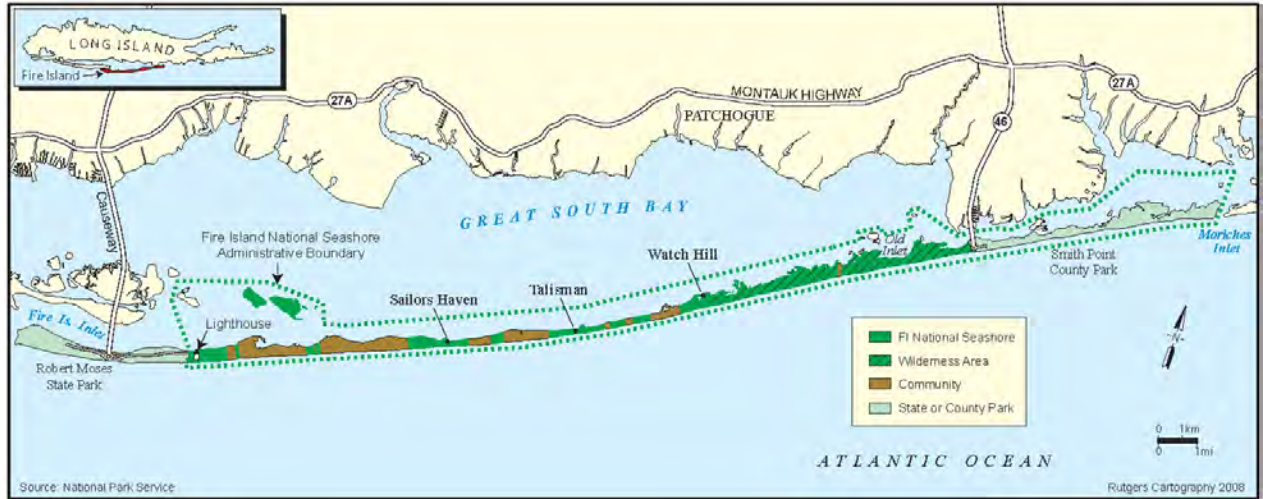 LONG ISLAND
Fire Island
27A
MONTAUK HIGHWAY
27A
PATCHOGUE
46
Causeway
GREAT SOUTH BAY
Fire Island National Seashore
Administrative Boundary
Old
Inlet
Moriches
Inlet
Watch Hill
Smith Point
County Park
Talisman
Sailors Haven
Fire Is. Inlet
Lighthouse
Robert Moses
State Park
FI National Seashore
Wilderness Area
Community
State or County Park
N
0 1km
0 1mi
ATLANTIC OCEAN
Source: National Park Service
Rutgers Cartography 2008